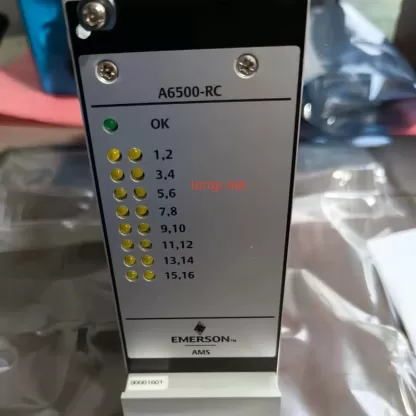 A6500-RC
OK
1,2
3,4
5,6
7,8
9,10
11,12
13,14
15,16
EMERSON™
AMS